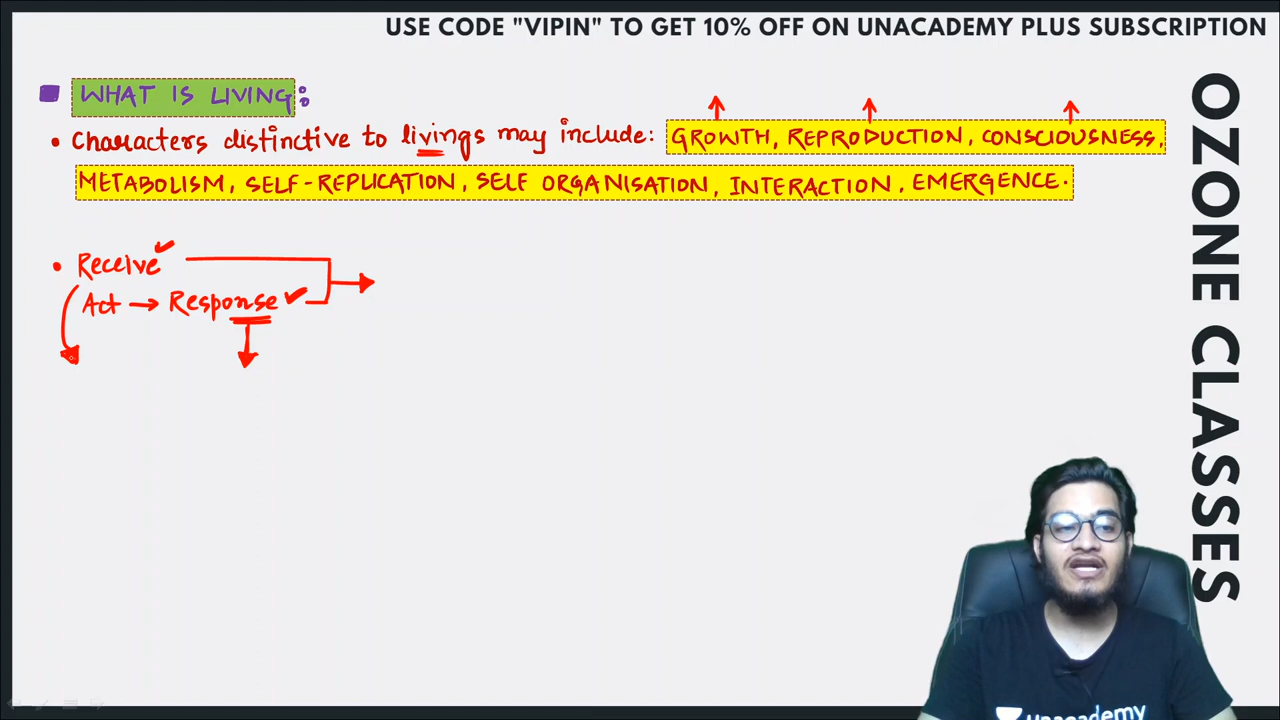 USE CODE "VIPIN" TO GET 10% OFF ON UNACADEMY PLUS SUBSCRIPTION
WHAT IS LIVING:
• Characters distinctive to livings may include: GROWTH, REPRODUCTION, CONSCIOUSNESS,
METABOLISM, SELF-REPLICATION, SELF ORGANISATION, INTERACTION, EMERGENCE.
• Receive
Act → Response
OZONE CLASSES
unacademy